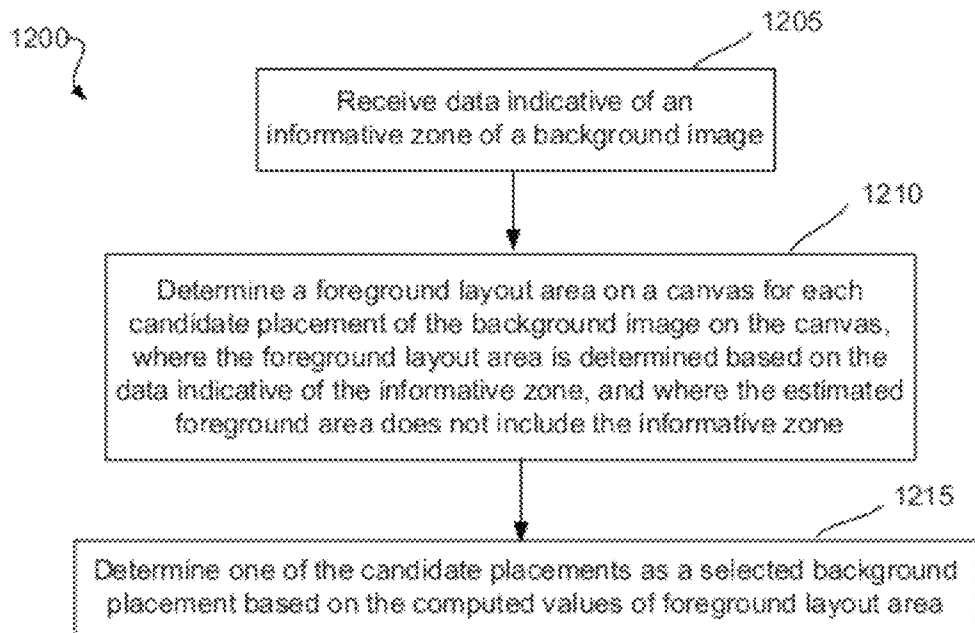 1200
1205
Receive data indicative of an
informative zone of a background image
1210
Determine a foreground layout area on a canvas for each
candidate placement of the background image on the canvas,
where the foreground layout area is determined based on the
data indicative of the informative zone, and where the estimated
foreground area does not include the informative zone
1215
Determine one of the candidate placements as a selected background
placement based on the computed values of foreground layout area